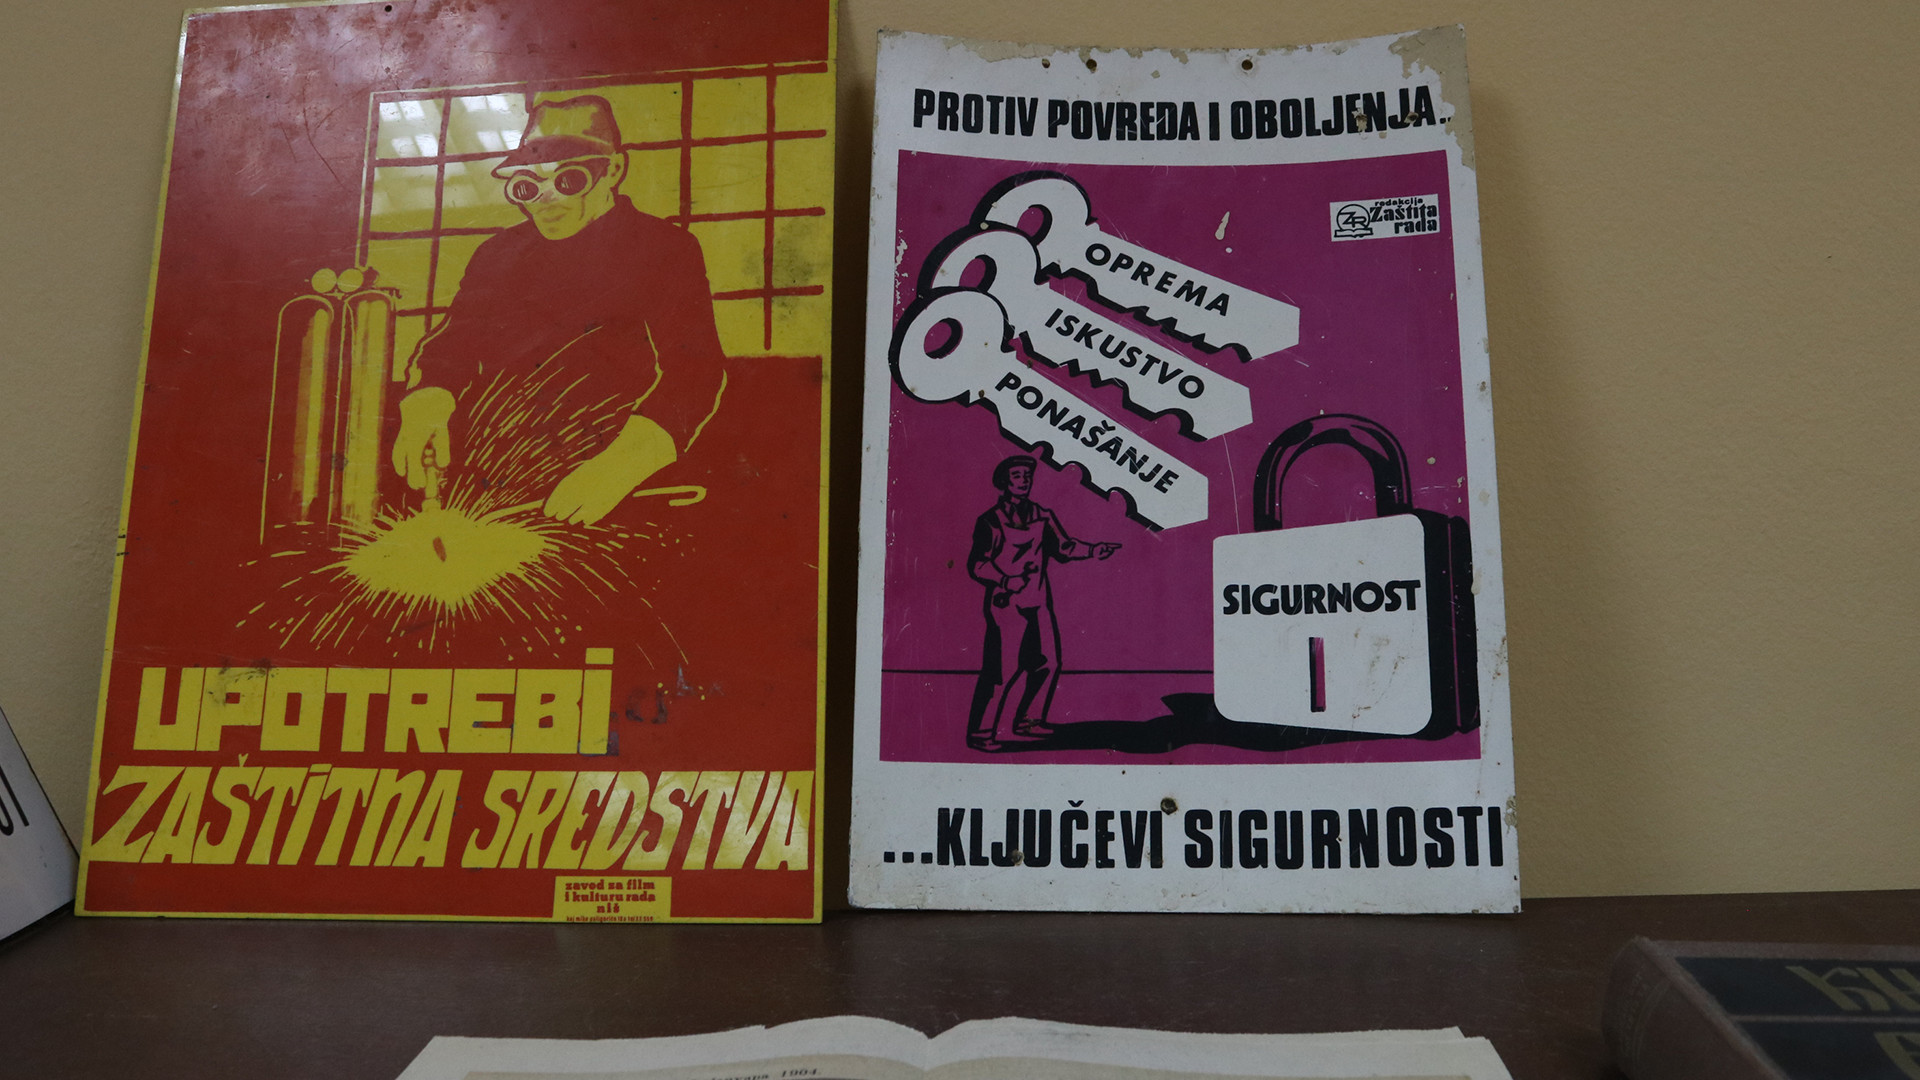 UPOTREBI
ZAŠTITNA SREDSTVA
zavod za film
i kulturu rada
niš
PROTIV POVREDA I OBOLJENJA..
redakcija
Zaštita
rada
OPREMA
ISKUSTVO
PONAŠANJE
SIGURNOST
...KLJUČEVI SIGURNOSTI
1904.